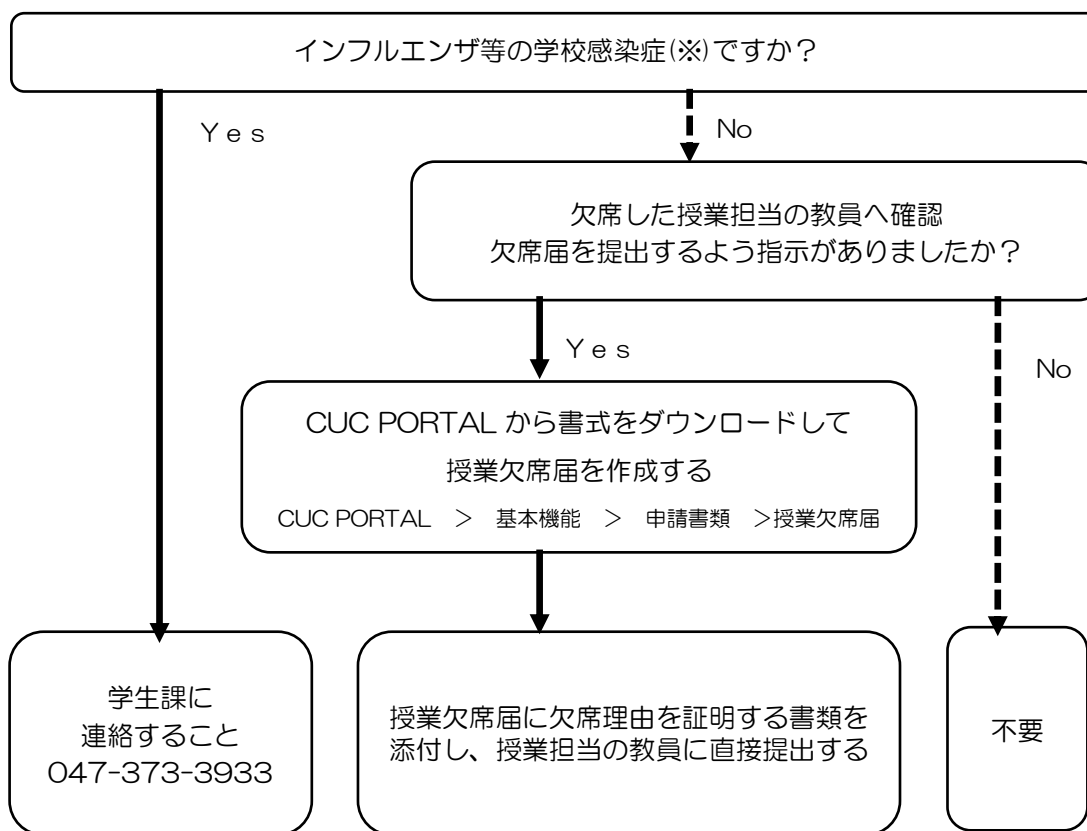 インフルエンザ等の学校感染症(※)ですか？
Ｙｅｓ
No
欠席した授業担当の教員へ確認
欠席届を提出するよう指示がありましたか？
Ｙｅｓ
No
CUC PORTAL から書式をダウンロードして
授業欠席届を作成する
CUC PORTAL ＞ 基本機能 ＞ 申請書類 ＞授業欠席届
学生課に
連絡すること
047-373-3933
授業欠席届に欠席理由を証明する書類を
添付し、授業担当の教員に直接提出する
不要